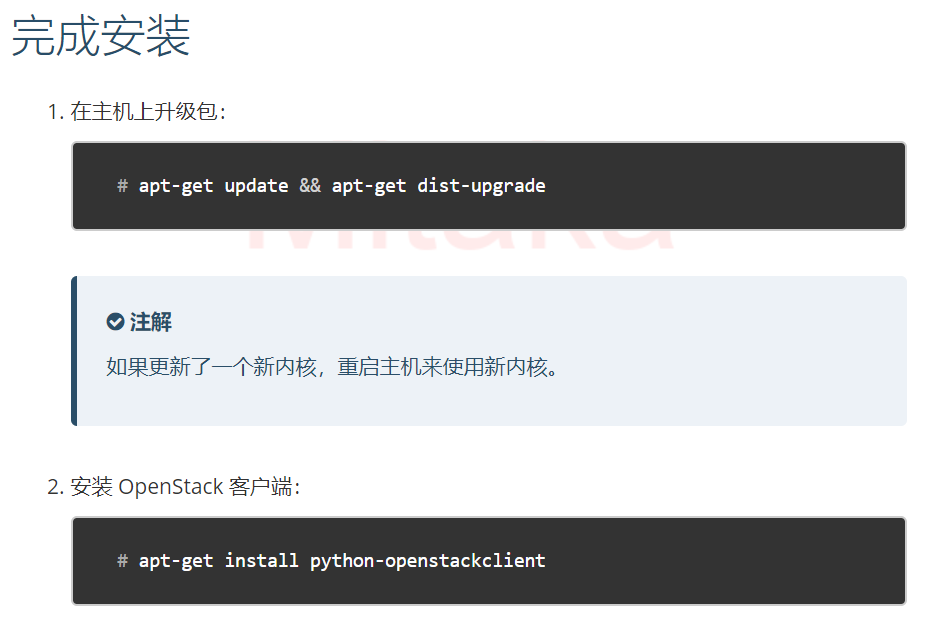 完成安装
1. 在主机上升级包：
# apt-get update && apt-get dist-upgrade
Mitaka
注解
如果更新了一个新内核，重启主机来使用新内核。
2. 安装 OpenStack 客户端：
# apt-get install python-openstackclient